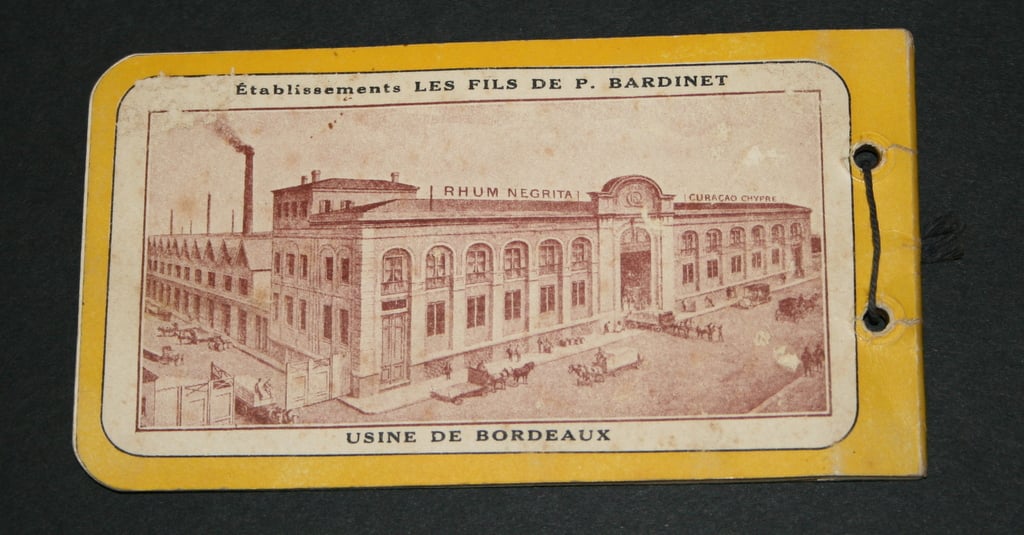 Établissements LES FILS DE P. BARDINET
RHUM NEGRITA
CURAÇAO CHYPRE
USINE DE BORDEAUX